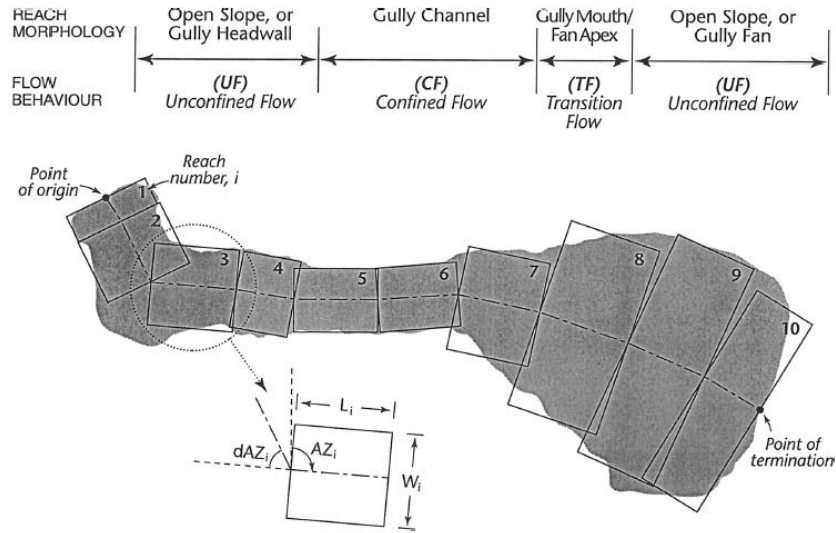 REACH
MORPHOLOGY
Open Slope, or
Gully Headwall
Gully Channel
Gully Mouth/
Fan Apex
Open Slope, or
Gully Fan
FLOW
BEHAVIOUR
(UF)
Unconfined Flow
(CF)
Confined Flow
(TF)
Transition
Flow
(UF)
Unconfined Flow
Point
of origin
Reach
number, i
1
2
3
4
5
6
7
8
9
10
Li
dAZi
AZi
Wi
Point of
termination